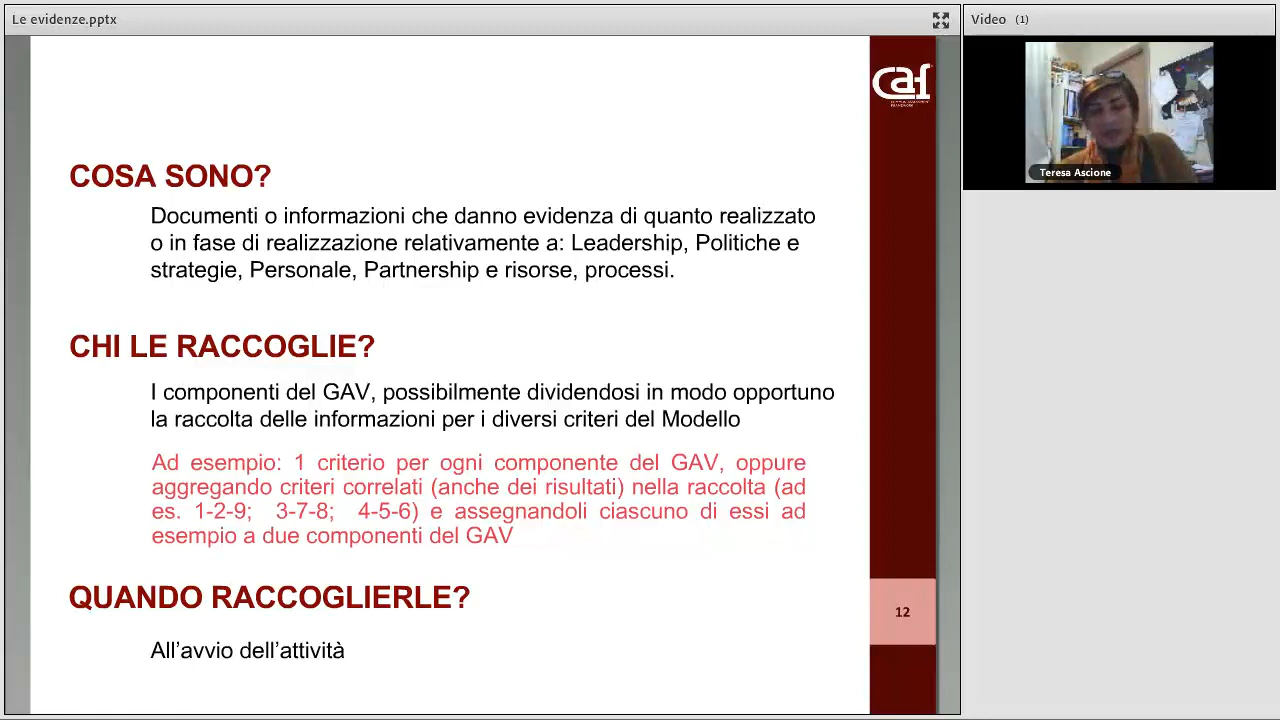 Le evidenze.pptx
Video (1)
caf
Teresa Ascione
COSA SONO?
Documenti o informazioni che danno evidenza di quanto realizzato
o in fase di realizzazione relativamente a: Leadership, Politiche e
strategie, Personale, Partnership e risorse, processi.
CHI LE RACCOGLIE?
I componenti del GAV, possibilmente dividendosi in modo opportuno
la raccolta delle informazioni per i diversi criteri del Modello
Ad esempio: 1 criterio per ogni componente del GAV, oppure
aggregando criteri correlati (anche dei risultati) nella raccolta (ad
es. 1-2-9; 3-7-8; 4-5-6) e assegnandoli ciascuno di essi ad
esempio a due componenti del GAV
QUANDO RACCOGLIERLE?
12
All’avvio dell’attività